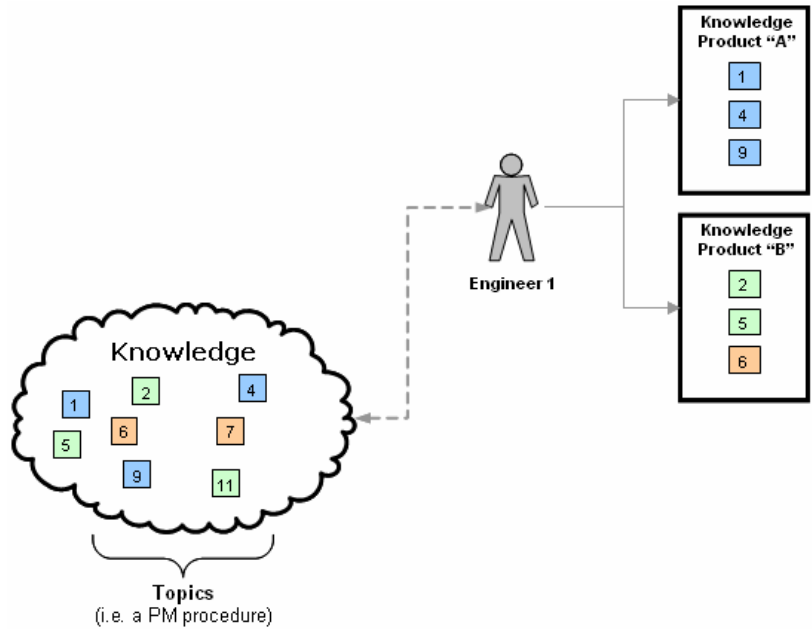 Knowledge
Product “A”
1
4
9
Knowledge
Product “B”
2
5
6
Engineer 1
Knowledge
1
2
4
5
6
7
9
11
Topics
(i.e. a PM procedure)